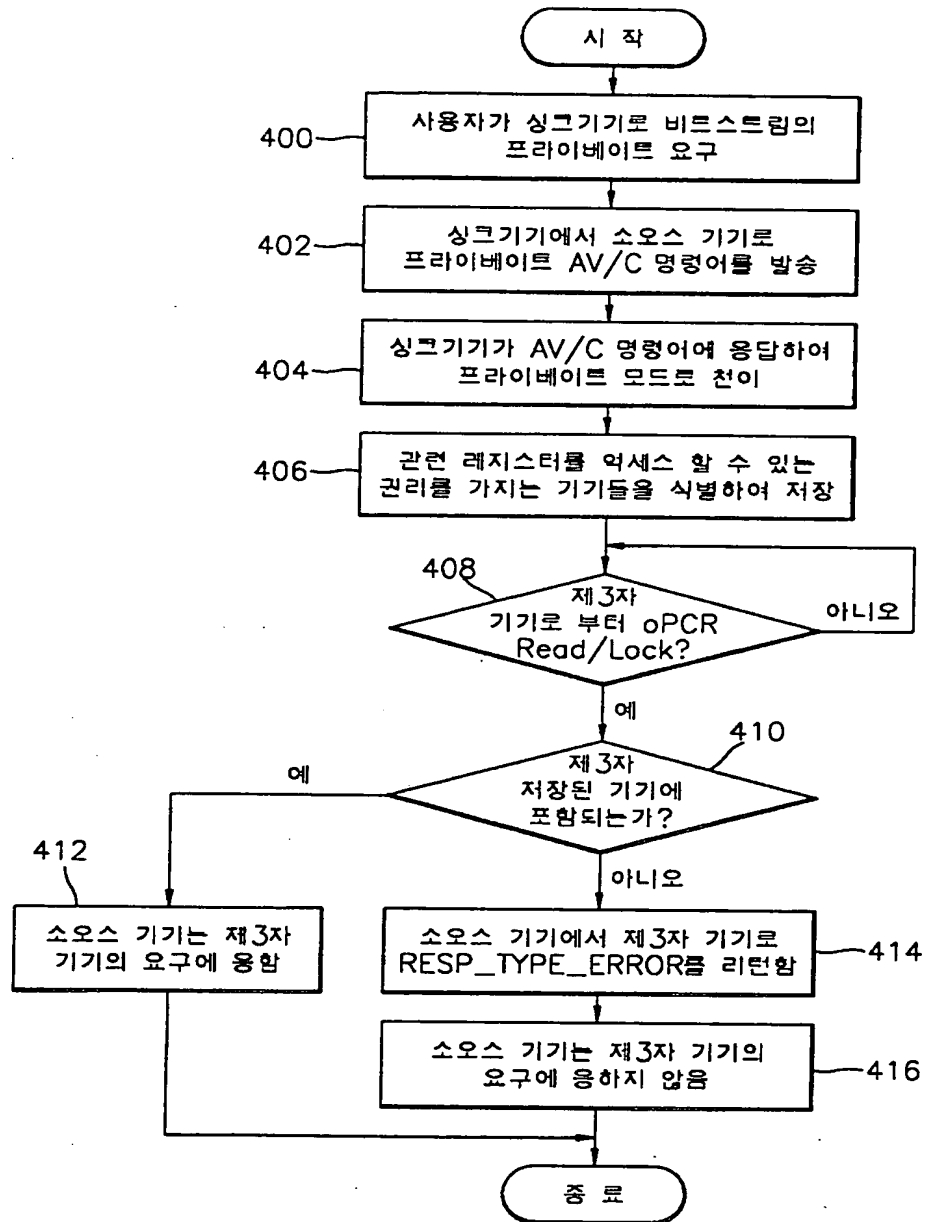 시 작
400
사용자가 싱크기기로 비트스트림의
프라이베이트 요구
402
싱크기기에서 소오스 기기로
프라이베이트 AV/C 명령어를 발송
404
싱크기기가 AV/C 명령어에 응답하여
프라이베이트 모드로 천이
406
관련 레지스터를 억세스 할 수 있는
권리를 가지는 기기들을 식별하여 저장
408
제3자
기기로 부터 oPCR
Read/Lock?
아니오
예
410
제3자
저장된 기기에
포함되는가?
예
아니오
412
소오스 기기는 제3자
기기의 요구에 응함
소오스 기기에서 제3자 기기로
RESP_TYPE_ERROR를 리턴함
414
소오스 기기는 제3자 기기의
요구에 응하지 않음
416
종 료